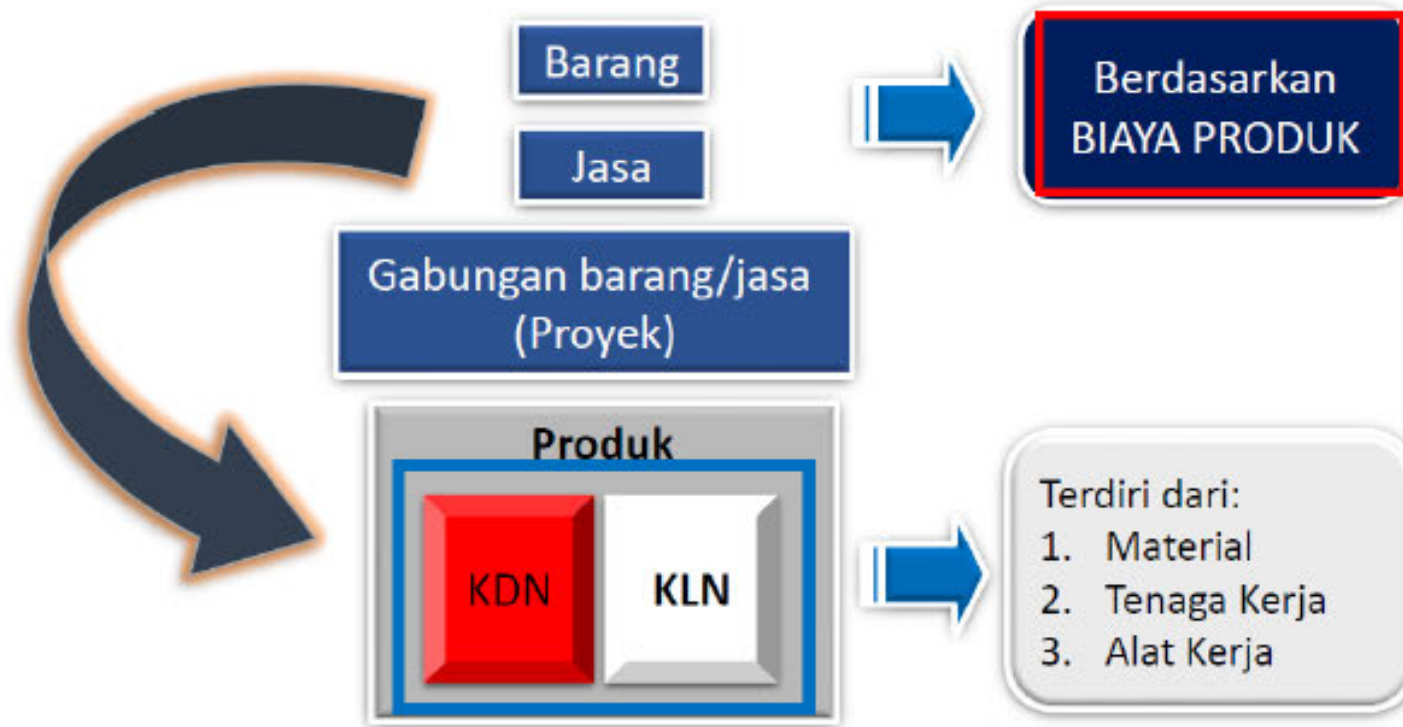 Barang
Jasa
Gabungan barang/jasa
(Proyek)
Berdasarkan
BIAYA PRODUK
Produk
KDN
KLN
Terdiri dari:
1. Material
2. Tenaga Kerja
3. Alat Kerja